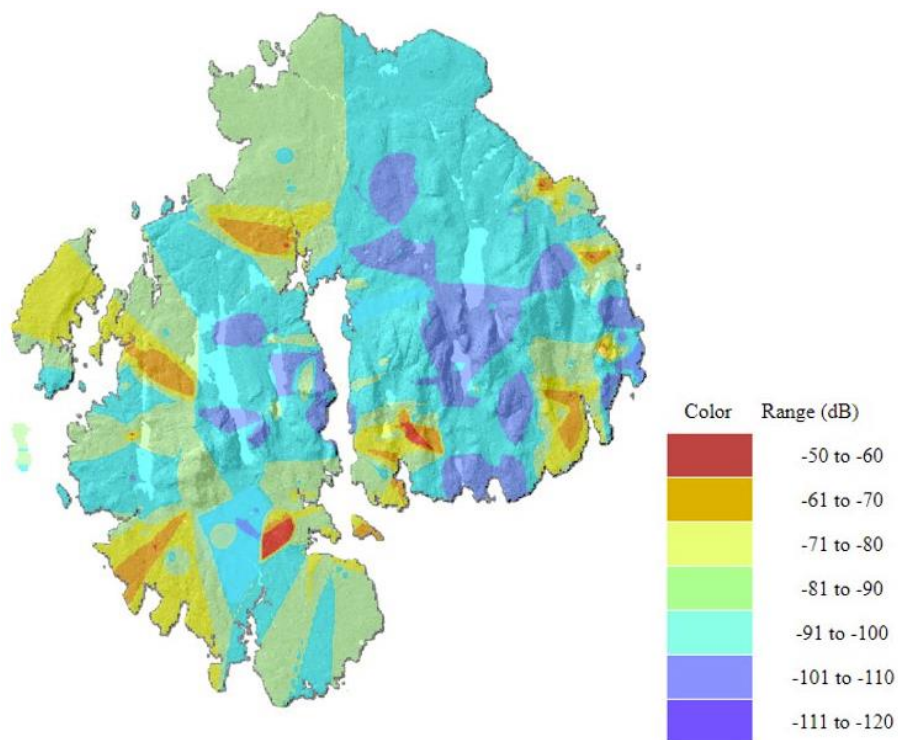 Color Range (dB)
-50 to -60
-61 to -70
-71 to -80
-81 to -90
-91 to -100
-101 to -110
-111 to -120